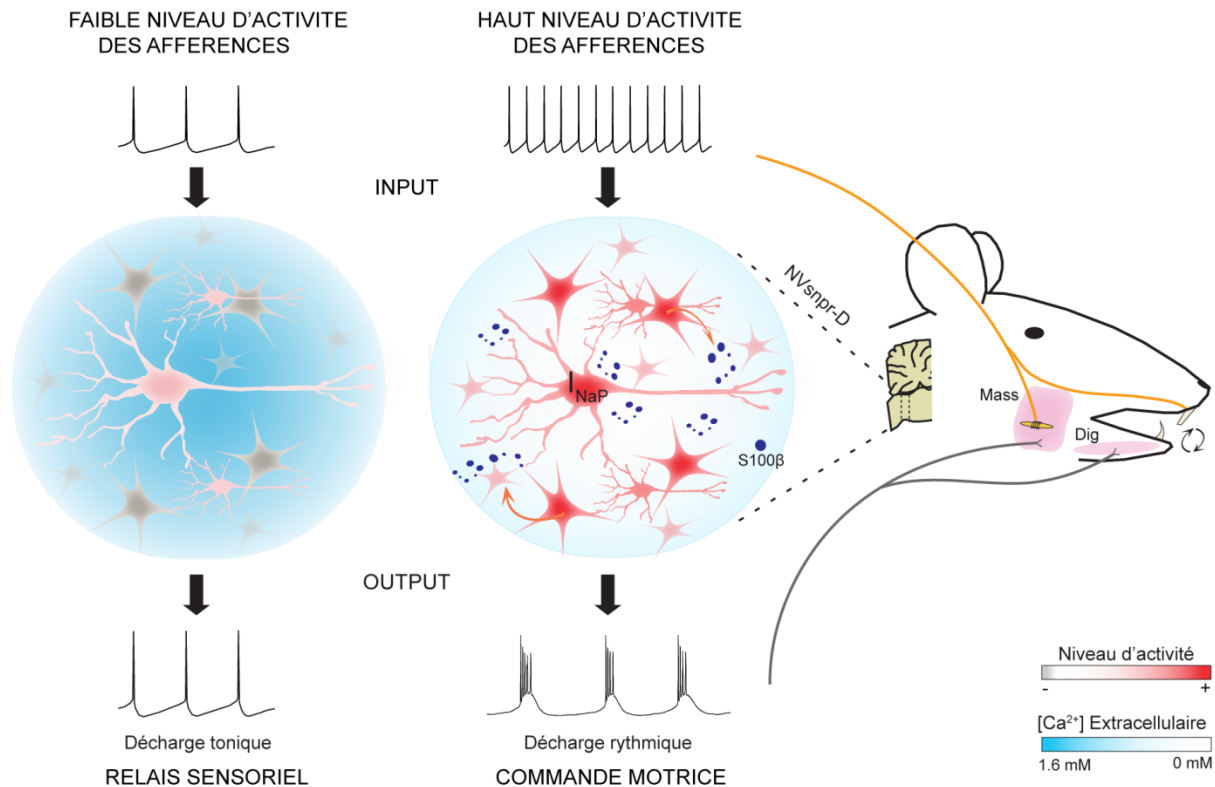 FAIBLE NIVEAU D'ACTIVITE
DES AFFERENCES
HAUT NIVEAU D'ACTIVITE
DES AFFERENCES
INPUT
NVsnpr-D
I
NaP
S100β
Mass
Dig
OUTPUT
Décharge tonique
RELAIS SENSORIEL
Décharge rythmique
COMMANDE MOTRICE
Niveau d'activité
- +
[Ca²⁺] Extracellulaire
1.6 mM 0 mM